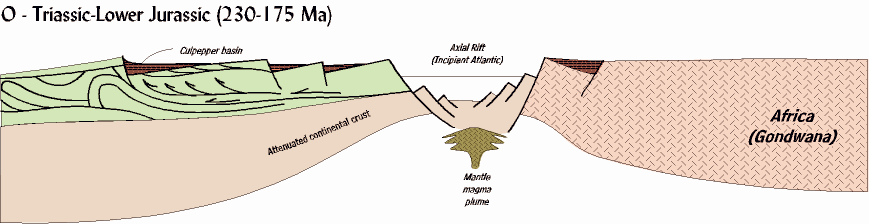 O - Triassic-Lower Jurassic (230-175 Ma)
Culpepper basin
Axial Rift
(Incipiant Atlantic)
Attenuated continental crust
Africa
(Gondwana)
Mantle
magma
plume